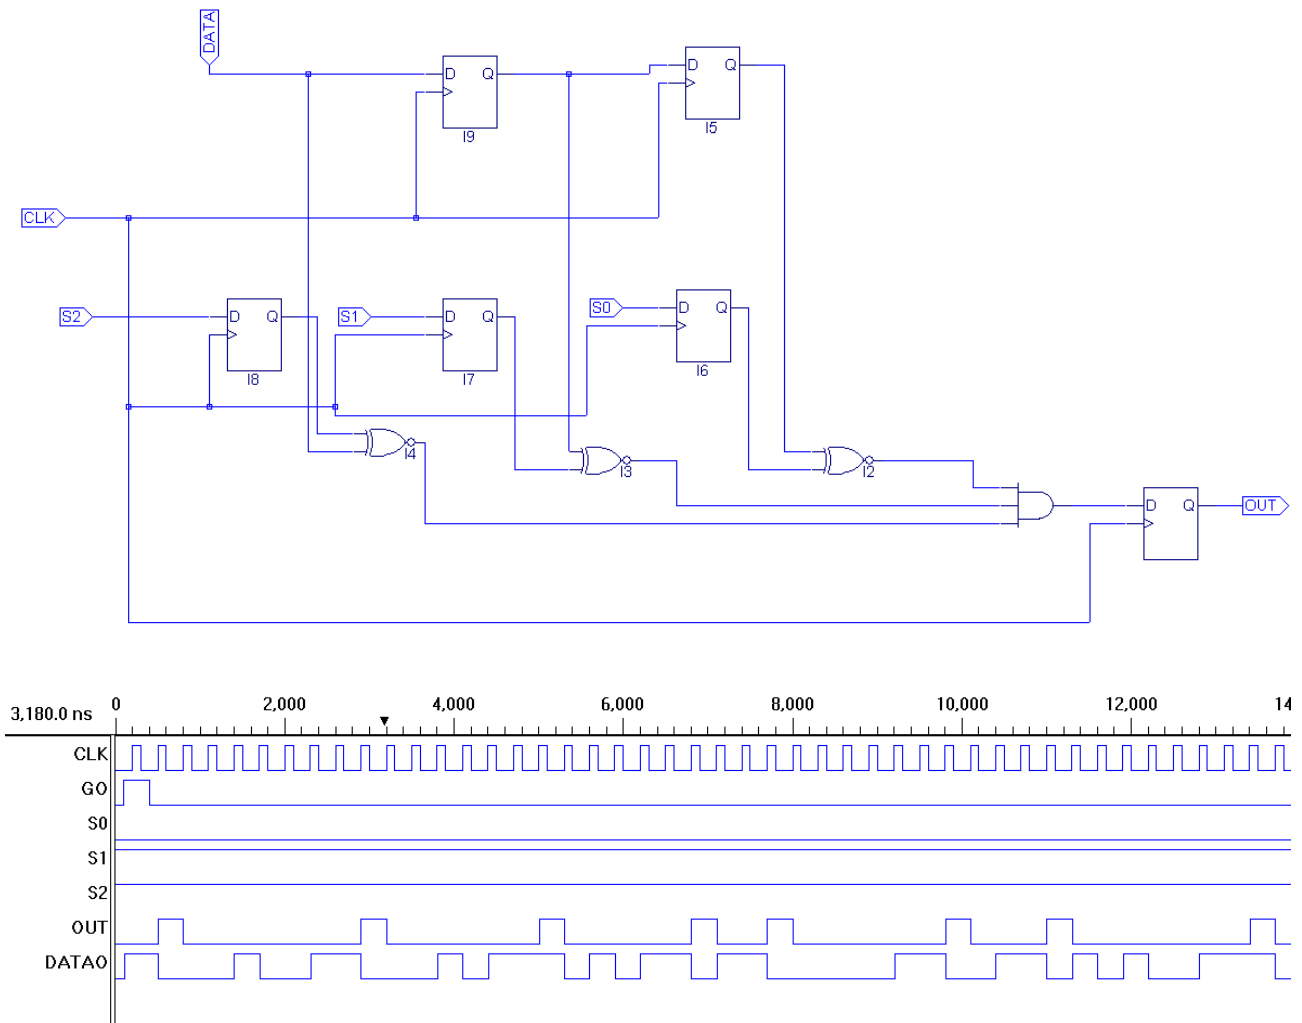 DATA
D Q
I9
D Q
I5
CLK
S2
D Q
I8
S1
D Q
I7
S0
D Q
I6
I4
I3
I2
D Q
OUT
3,180.0 ns
0 2,000 4,000 6,000 8,000 10,000 12,000 14
CLK
GO
S0
S1
S2
OUT
DATAO